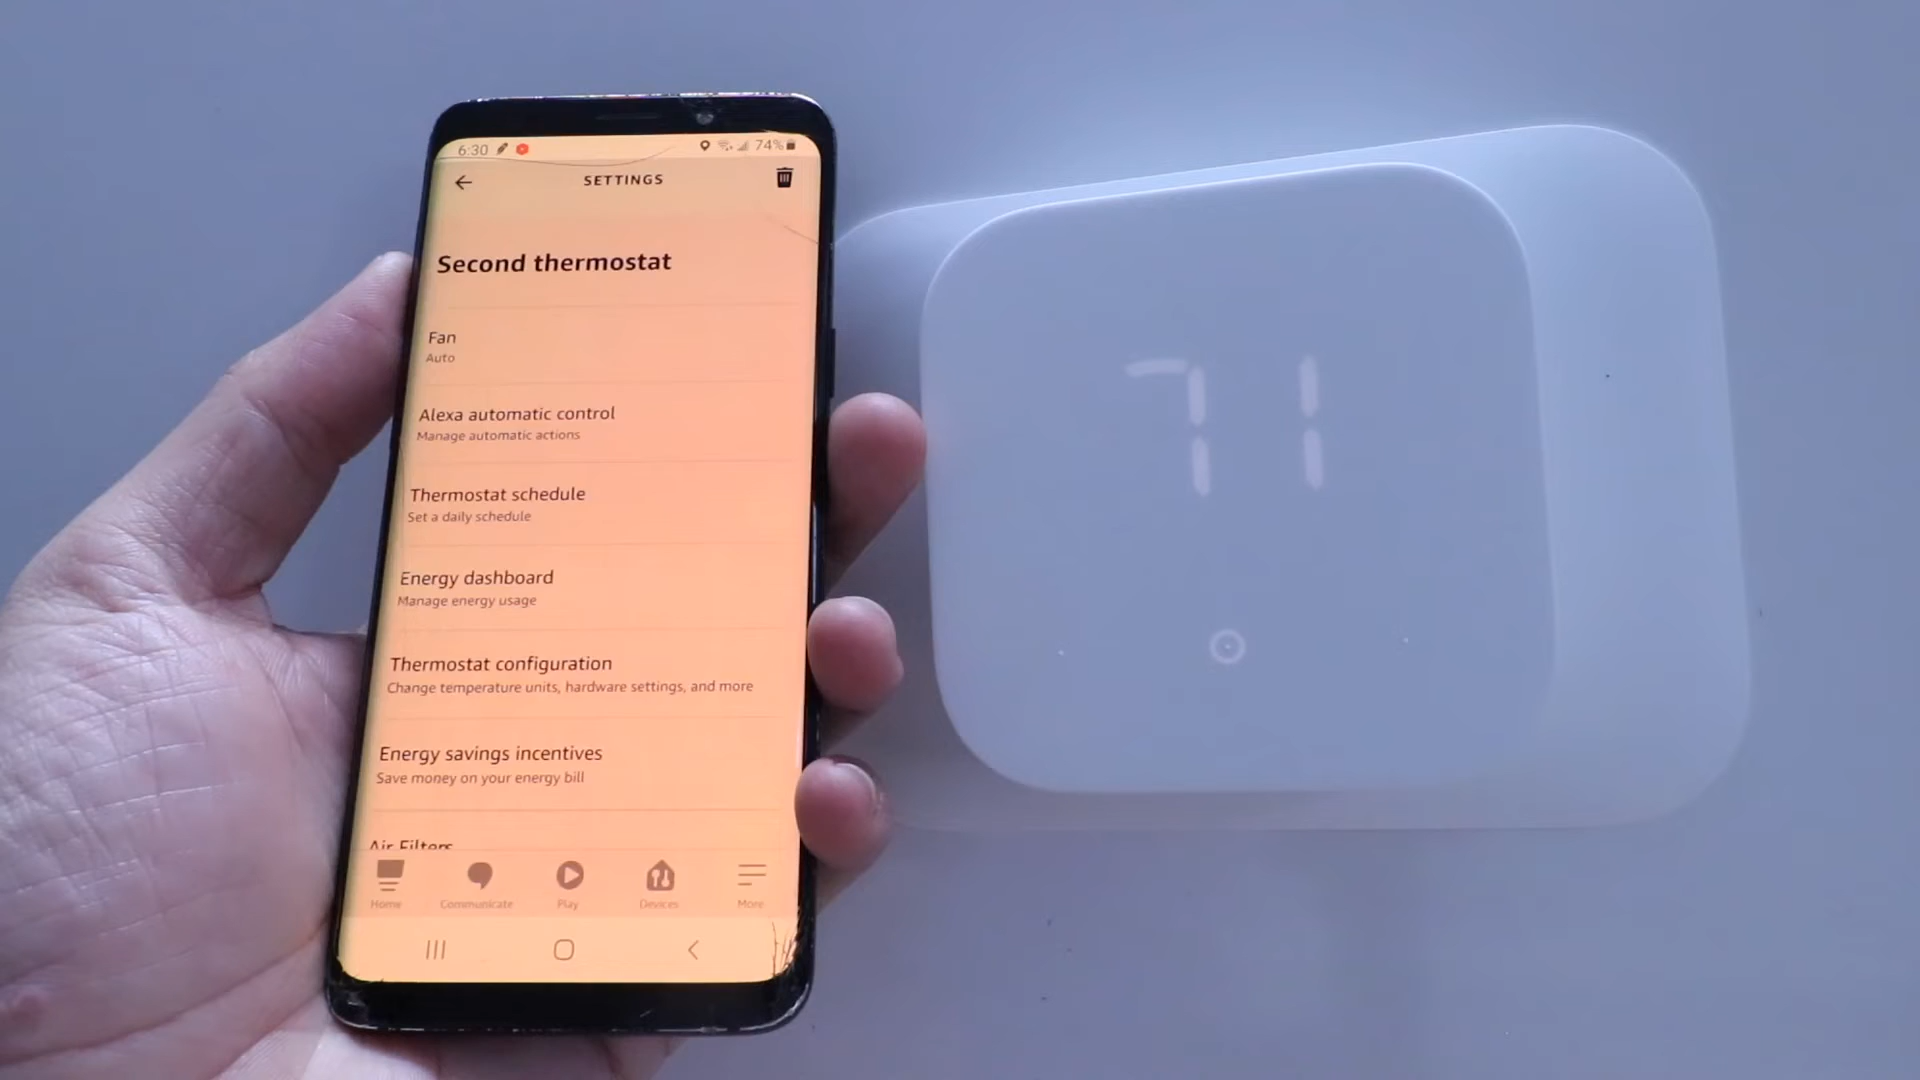 6:30 74%
SETTINGS
Second thermostat
Fan
Auto
Alexa automatic control
Manage automatic actions
Thermostat schedule
Set a daily schedule
Energy dashboard
Manage energy usage
Thermostat configuration
Change temperature units, hardware settings, and more
Energy savings incentives
Save money on your energy bill
Air Filters
Home Communicate Play Devices More
71